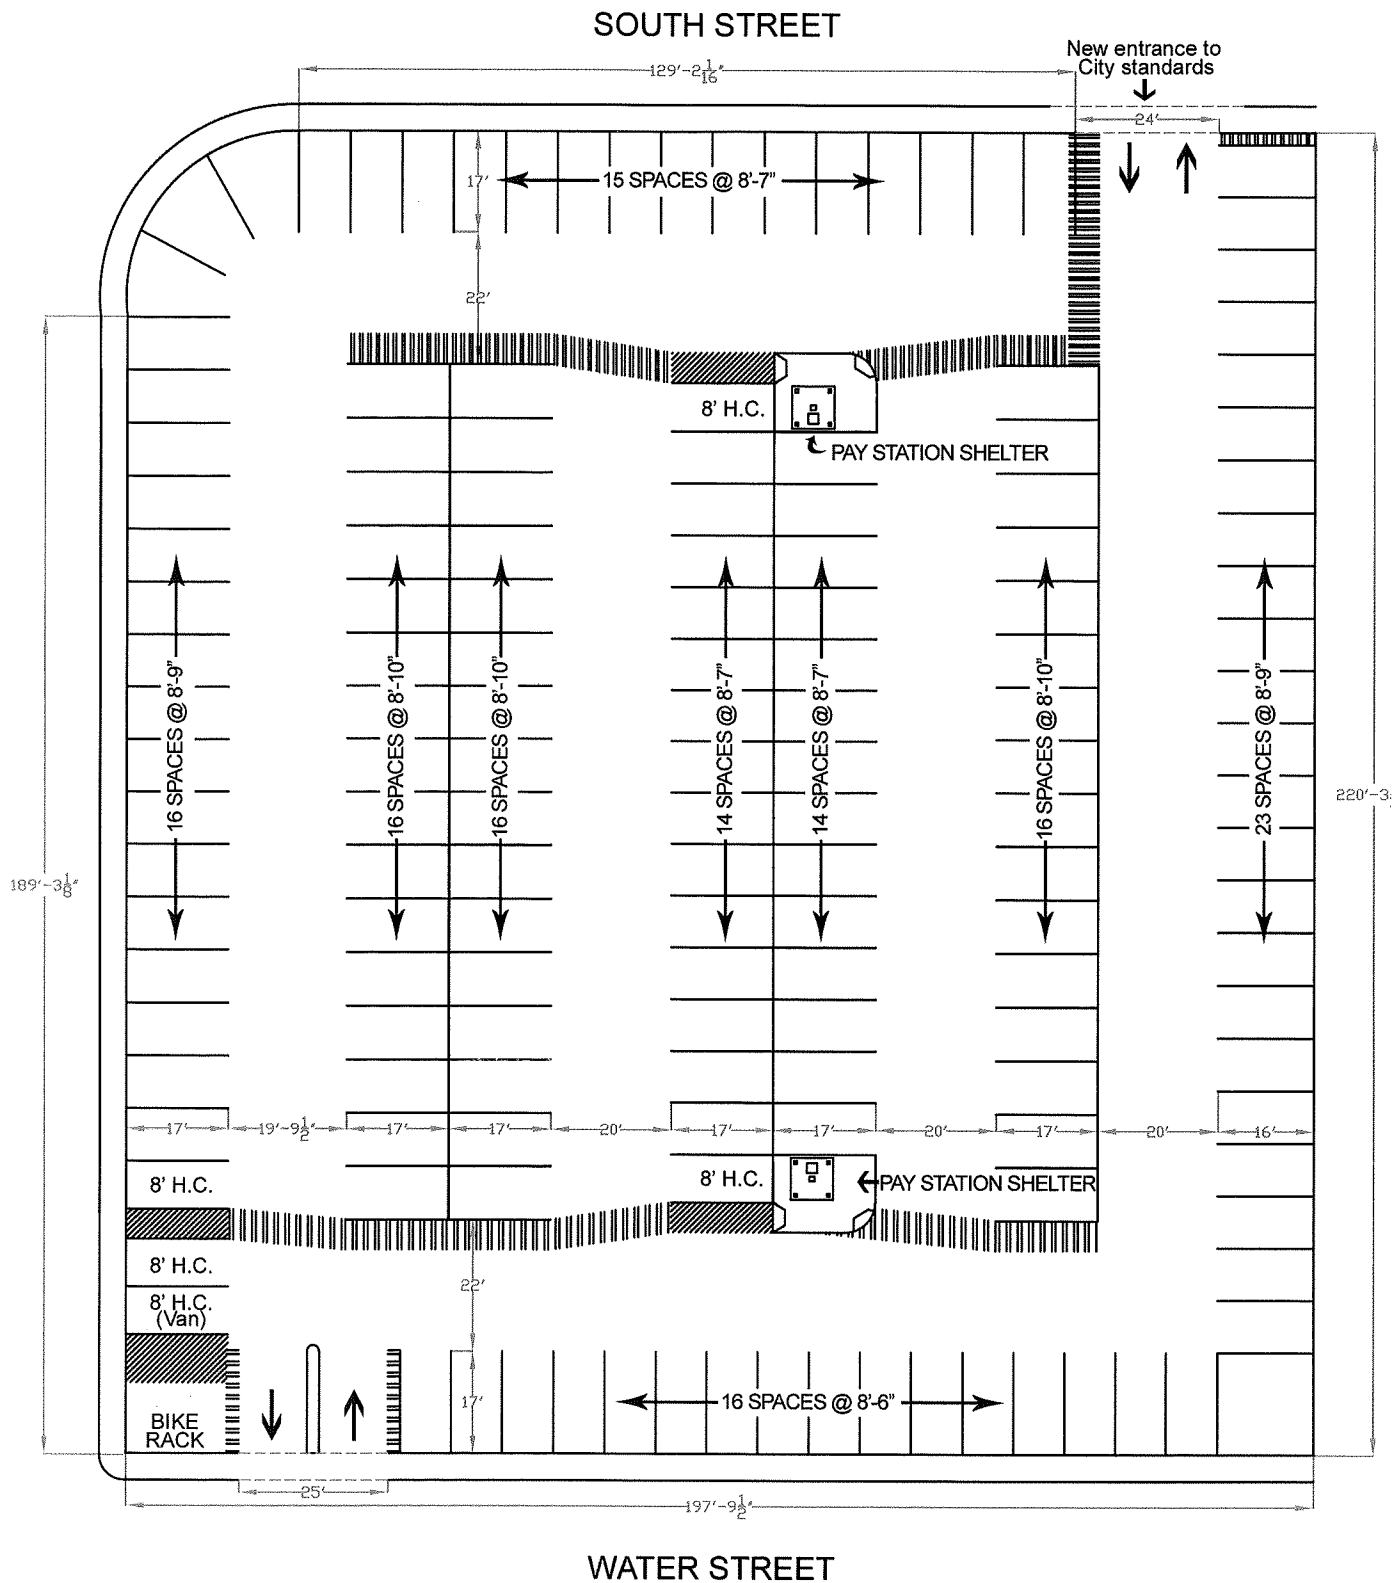 SOUTH STREET
New entrance to
City standards
129'-2 1/16"
24'
17'
15 SPACES @ 8'-7"
22'
8' H.C.
PAY STATION SHELTER
16 SPACES @ 8'-9"
16 SPACES @ 8'-10"
16 SPACES @ 8'-10"
14 SPACES @ 8'-7"
14 SPACES @ 8'-7"
16 SPACES @ 8'-10"
23 SPACES @ 8'-9"
220'-3
189'-3 1/8"
17'
19'-9 1/2"
17'
17'
20'
17'
17'
20'
17'
20'
16'
8' H.C.
8' H.C.
PAY STATION SHELTER
8' H.C.
22'
8' H.C.
(Van)
17'
16 SPACES @ 8'-6"
BIKE
RACK
25'
197'-9 1/2"
WATER STREET